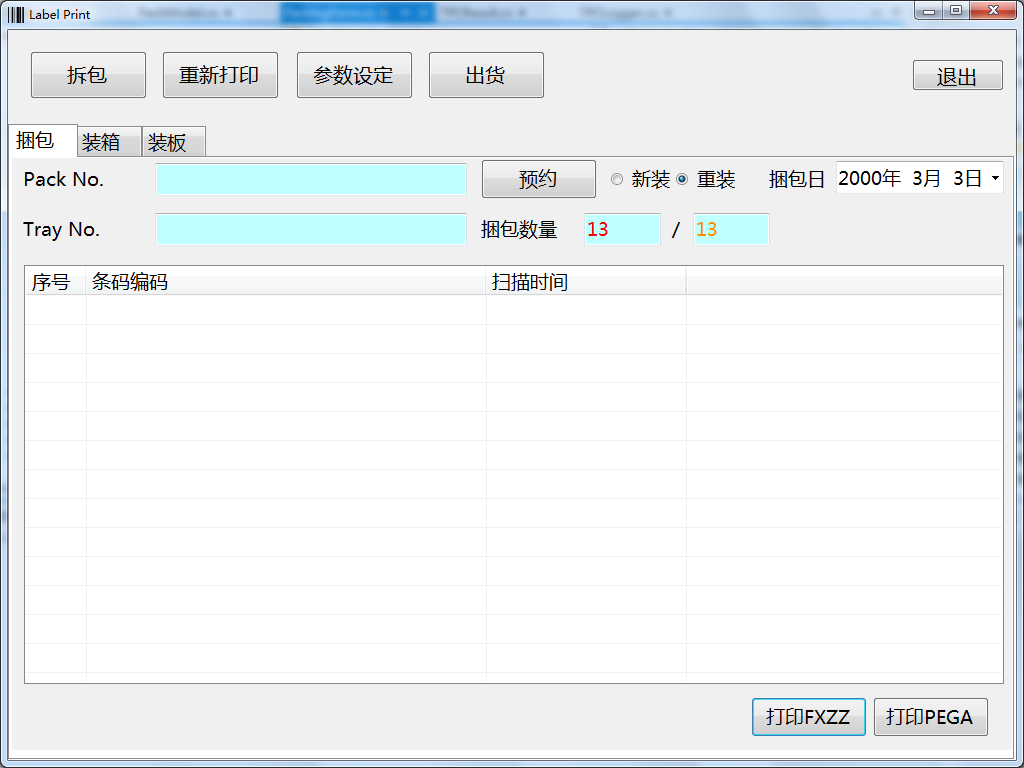 Label Print
拆包 重新打印 参数设定 出货 退出
捆包 装箱 装板
Pack No. 预约 新装 重装 捆包日 2000年 3月 3日
Tray No. 捆包数量 13 / 13
序号 条码编码 扫描时间
打印FXZZ 打印PEGA